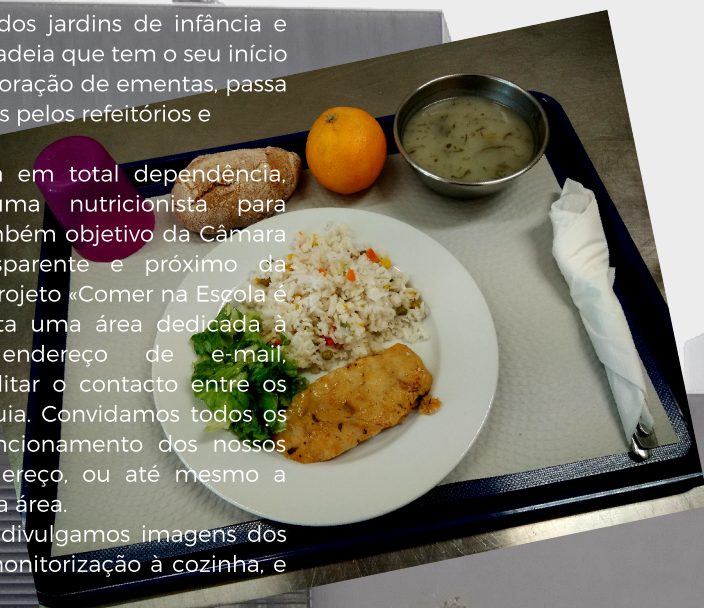 dos jardins de infância e
adeia que tem o seu início
oração de ementas, passa
s pelos refeitórios e
em total dependência,
uma nutricionista para
mbém objetivo da Câmara
sparente e próximo da
rojeto «Comer na Escola é
ta uma área dedicada à
endereço de e-mail,
litar o contacto entre os
uia. Convidamos todos os
ncionamento dos nossos
ereço, ou até mesmo a
a área.
divulgamos imagens dos
nonitorização à cozinha, e